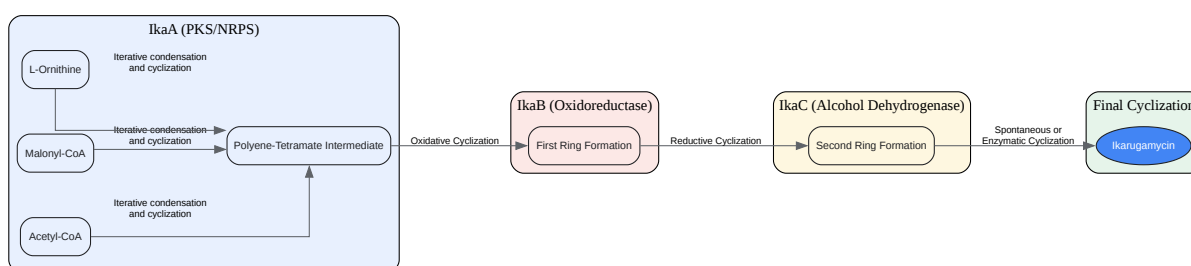 IkaA (PKS/NRPS)
Iterative condensation
and cyclization
L-Ornithine
Iterative condensation
and cyclization
Malonyl-CoA
Polyene-Tetramate Intermediate
Iterative condensation
and cyclization
Acetyl-CoA
Oxidative Cyclization
IkaB (Oxidoreductase)
First Ring Formation
Reductive Cyclization
IkaC (Alcohol Dehydrogenase)
Second Ring Formation
Spontaneous or
Enzymatic Cyclization
Final Cyclization
Ikarugamycin